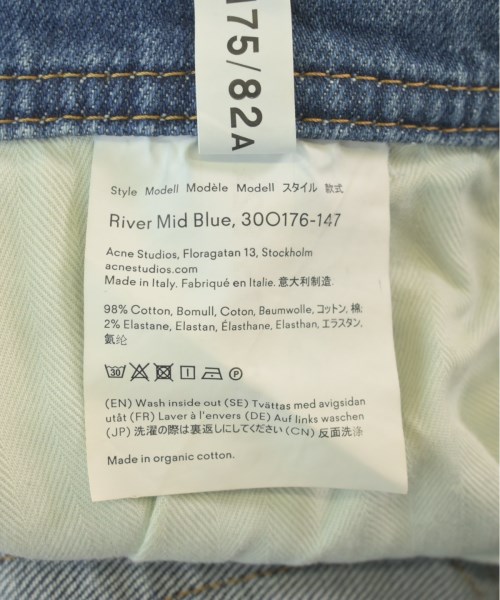 175/82A
Style Modell Modèle Modell スタイル 款式
River Mid Blue, 30O176-147
Acne Studios, Floragatan 13, Stockholm
acnestudios.com
Made in Italy. Fabriqué en Italie. 意大利制造.
98% Cotton, Bomull, Coton, Baumwolle, コットン, 棉;
2% Elastane, Elastan, Élasthane, Elasthan, エラスタン,
氨纶
30 P
(EN) Wash inside out (SE) Tvättas med avigsidan
utåt (FR) Laver à l'envers (DE) Auf links waschen
(JP) 洗濯の際は裏返しにしてください (CN) 反面洗涤
Made in organic cotton.